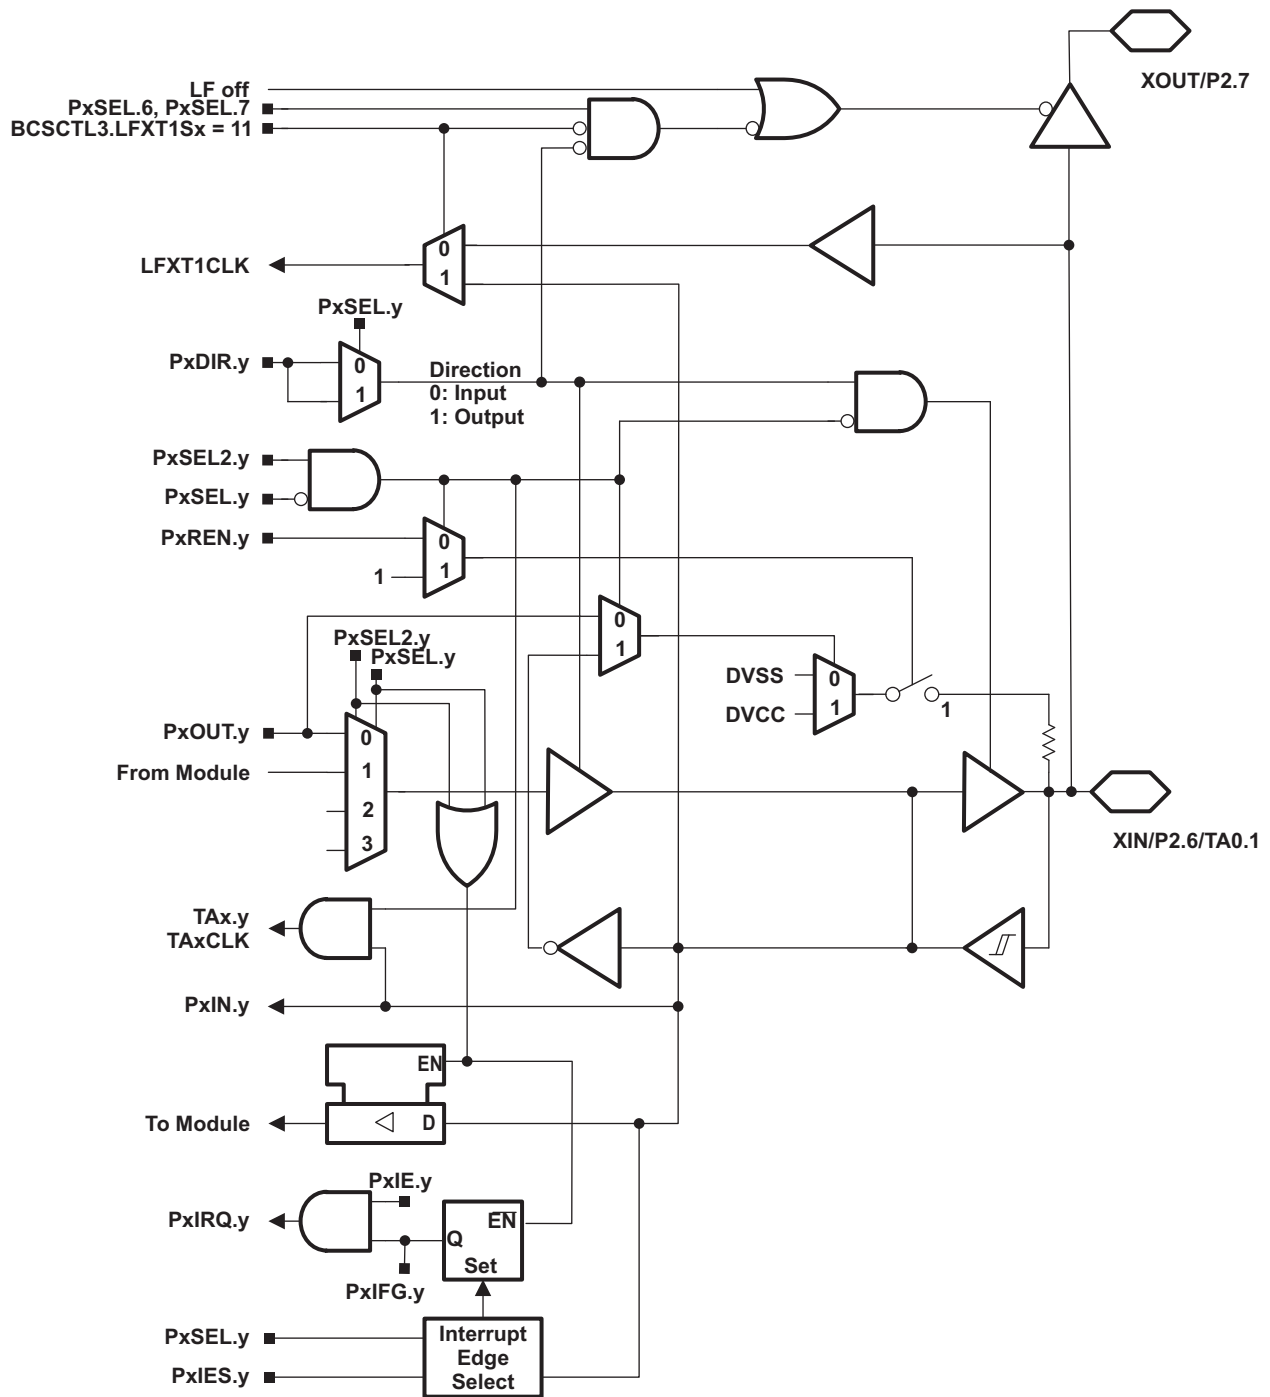 LF off
PxSEL.6, PxSEL.7
BCSCTL3.LFXT1Sx = 11
XOUT/P2.7
0
1
LFXT1CLK
PxSEL.y
PxDIR.y
0
1
Direction
0: Input
1: Output
PxSEL2.y
PxSEL.y
PxREN.y
0
1
1
0
1
PxSEL2.y
PxSEL.y
DVSS
DVCC
0
1
1
PxOUT.y
From Module
0
1
2
3
XIN/P2.6/TA0.1
TAx.y
TAxCLK
PxIN.y
EN
To Module
D
PxIE.y
PxIRQ.y
EN
Q
Set
PxIFG.y
PxSEL.y
PxIES.y
Interrupt
Edge
Select